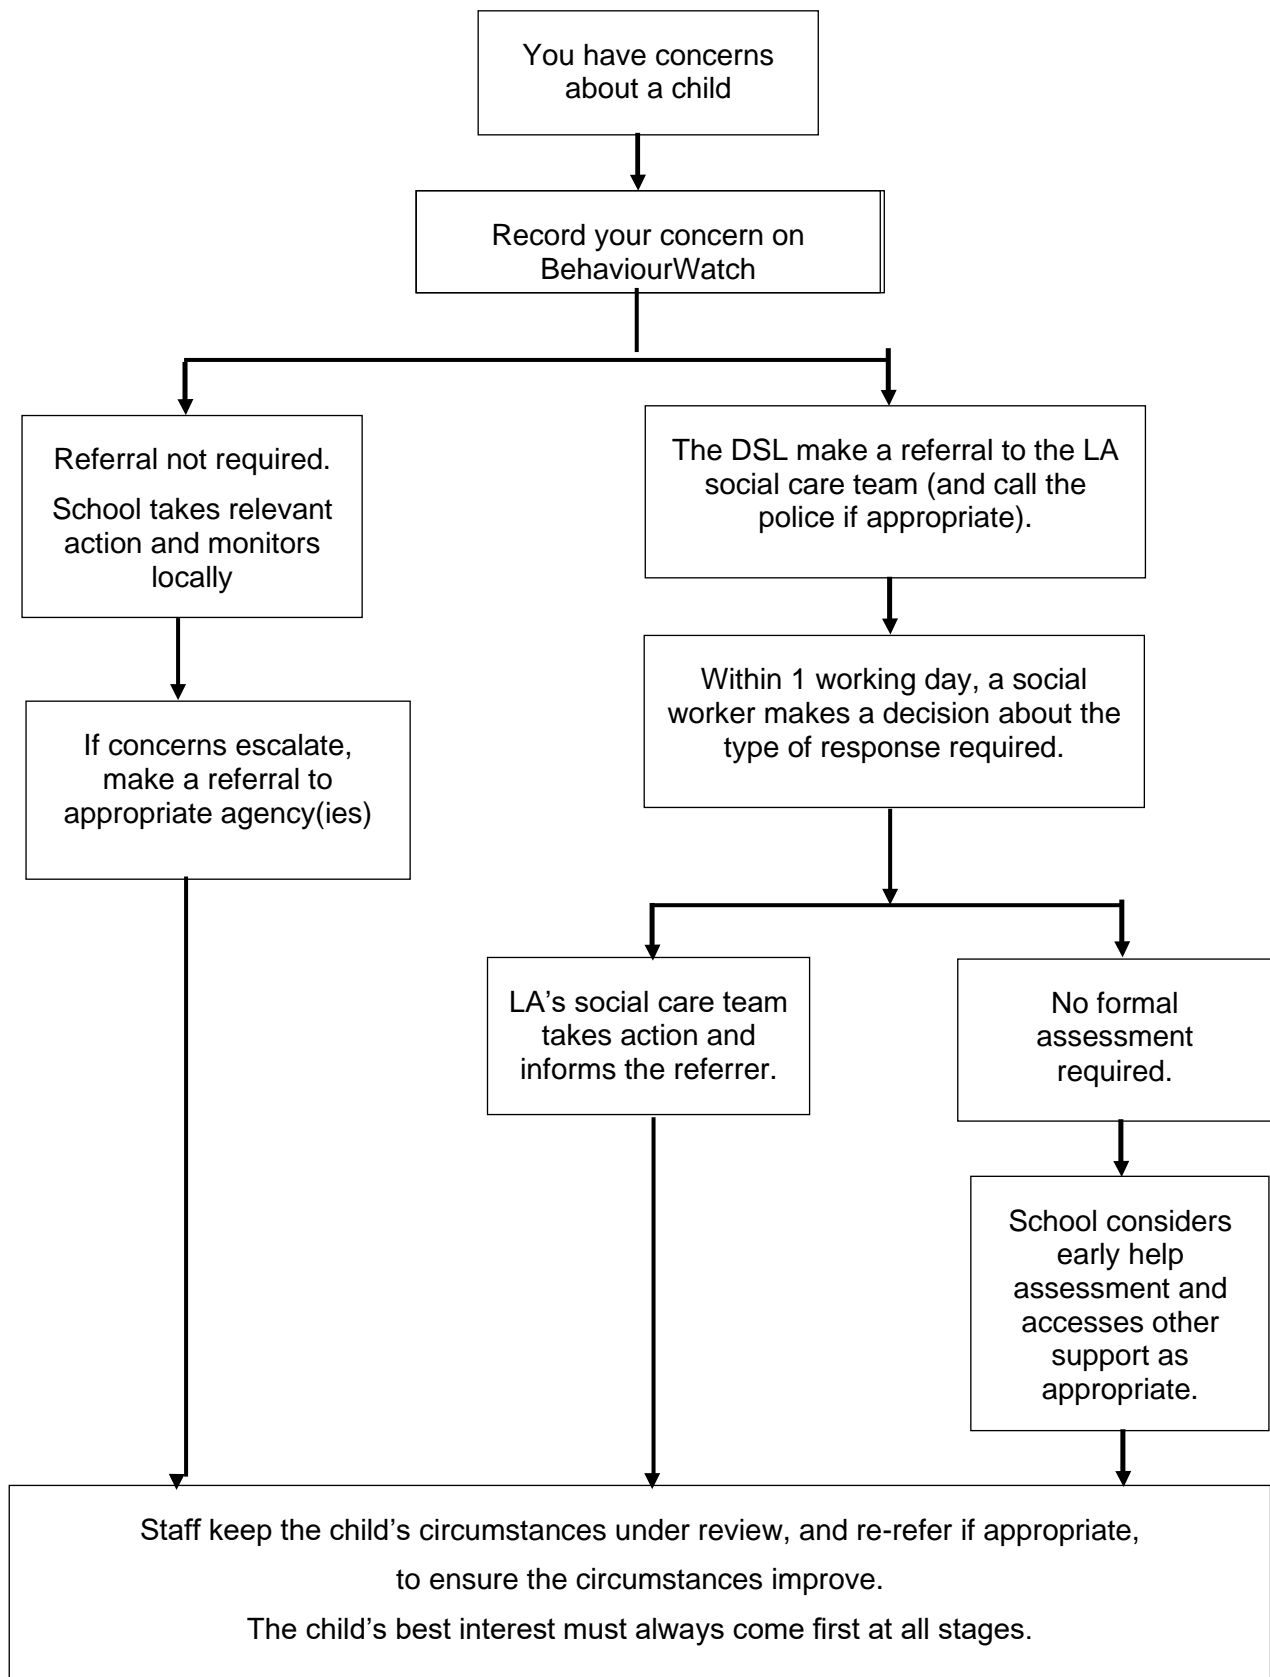 You have concerns
about a child
Record your concern on
BehaviourWatch
Referral not required.
School takes relevant
action and monitors
locally
If concerns escalate,
make a referral to
appropriate agency(ies)
The DSL make a referral to the LA
social care team (and call the
police if appropriate).
Within 1 working day, a social
worker makes a decision about the
type of response required.
LA’s social care team
takes action and
informs the referrer.
No formal
assessment
required.
School considers
early help
assessment and
accesses other
support as
appropriate.
Staff keep the child’s circumstances under review, and re-refer if appropriate,
to ensure the circumstances improve.
The child’s best interest must always come first at all stages.